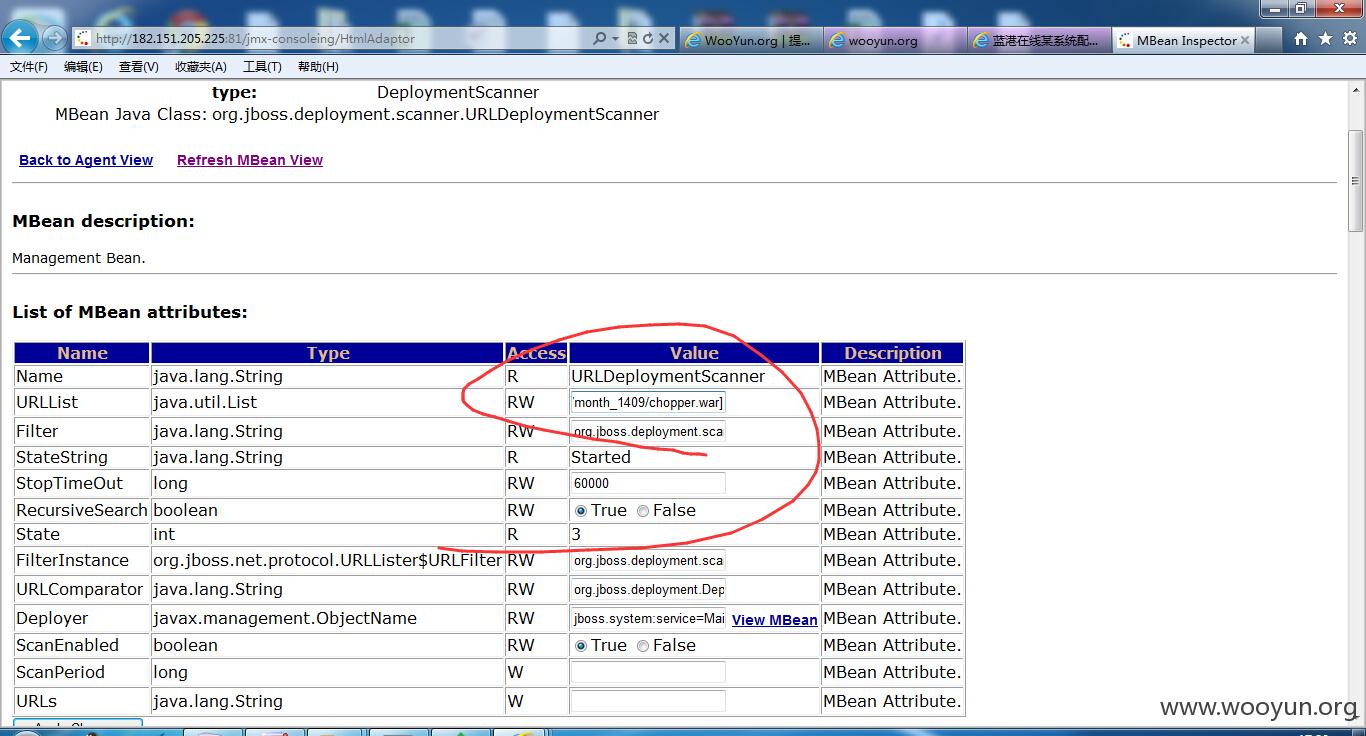 http://182.151.205.225:81/jmx-consoleing/HtmlAdaptor
WooYun.org | 提...
wooyun.org
蓝港在线某系统配...
MBean Inspector
文件(F) 编辑(E) 查看(V) 收藏夹(A) 工具(T) 帮助(H)
type: DeploymentScanner
MBean Java Class: org.jboss.deployment.scanner.URLDeploymentScanner
Back to Agent View Refresh MBean View
MBean description:
Management Bean.
List of MBean attributes:
Name Type Access Value Description
Name java.lang.String R URLDeploymentScanner MBean Attribute.
URLList java.util.List RW month_1409/chopper.war] MBean Attribute.
Filter java.lang.String RW org.jboss.deployment.sca MBean Attribute.
StateString java.lang.String R Started MBean Attribute.
StopTimeOut long RW 60000 MBean Attribute.
RecursiveSearch boolean RW True False MBean Attribute.
State int R 3 MBean Attribute.
FilterInstance org.jboss.net.protocol.URLLister$URLFilter RW org.jboss.deployment.sca MBean Attribute.
URLComparator java.lang.String RW org.jboss.deployment.Dep MBean Attribute.
Deployer javax.management.ObjectName RW jboss.system:service=Mai View MBean MBean Attribute.
ScanEnabled boolean RW True False MBean Attribute.
ScanPeriod long W MBean Attribute.
URLs java.lang.String W MBean Attribute.
www.wooyun.org